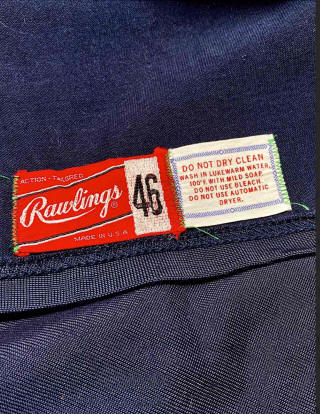 ACTION - TAILORED
Rawlings®
MADE IN U.S.A
46
DO NOT DRY CLEAN
WASH IN LUKEWARM WATER,
100°F. WITH MILD SOAP.
DO NOT USE BLEACH.
DO NOT USE AUTOMATIC
DRYER.